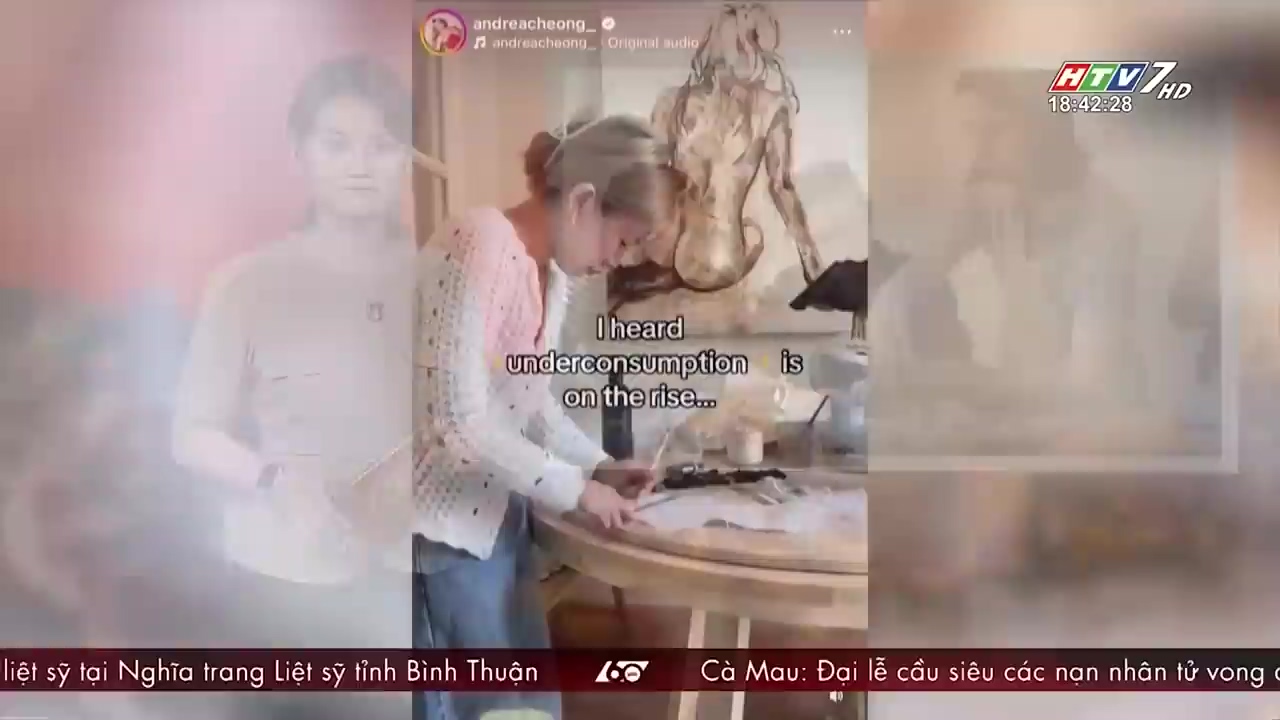 andreacheong_
andreacheong_ Original audio
HTV7 HD
18:42:28
I heard
underconsumption is
on the rise...
liệt sỹ tại Nghĩa trang Liệt sỹ tỉnh Bình Thuận
60
Cà Mau: Đại lễ cầu siêu các nạn nhân tử vong